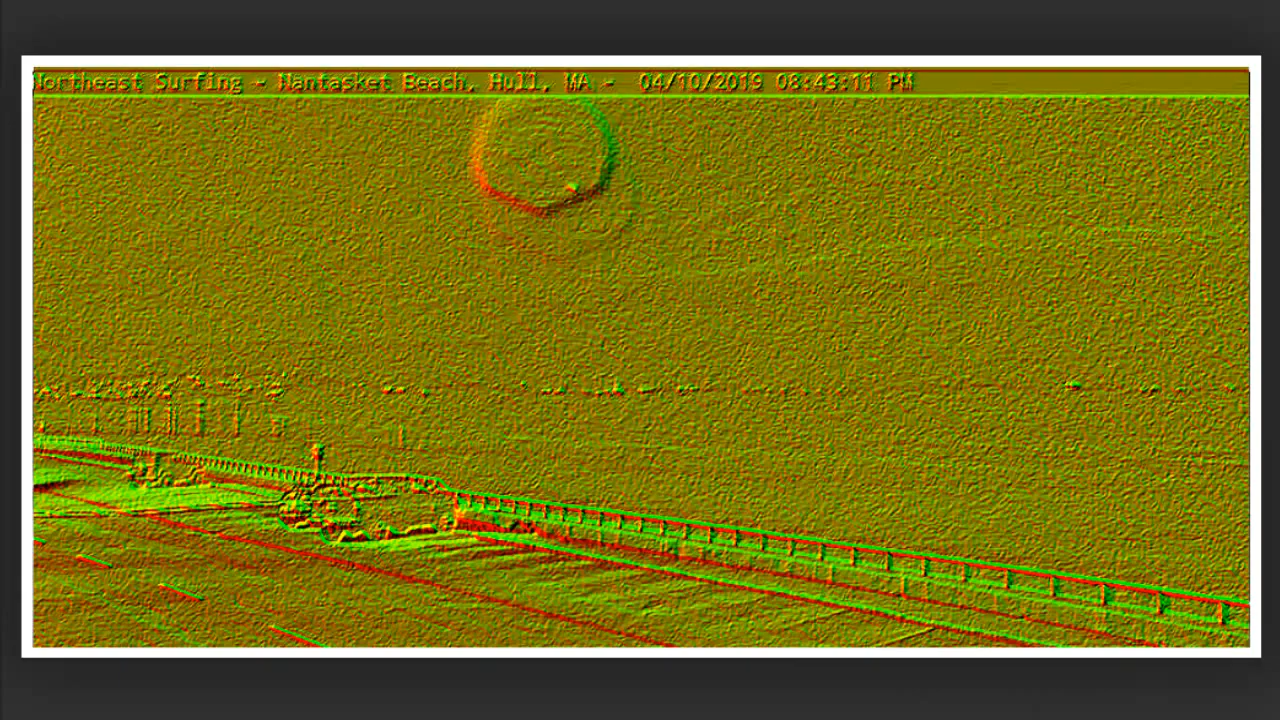 Northeast Surfing - Nantasket Beach, Hull, MA - 04/10/2019 08:43:11 PM